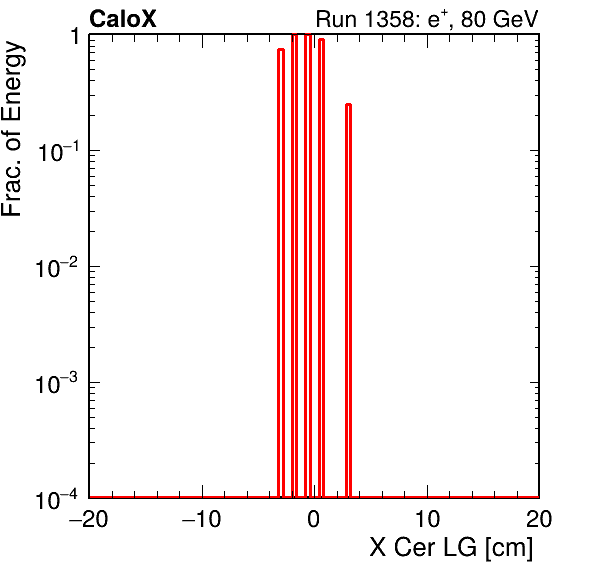 CaloX Run 1358: e⁺, 80 GeV
Frac. of Energy
1
10⁻¹
10⁻²
10⁻³
10⁻⁴
−20 −10 0 10 20
X Cer LG [cm]